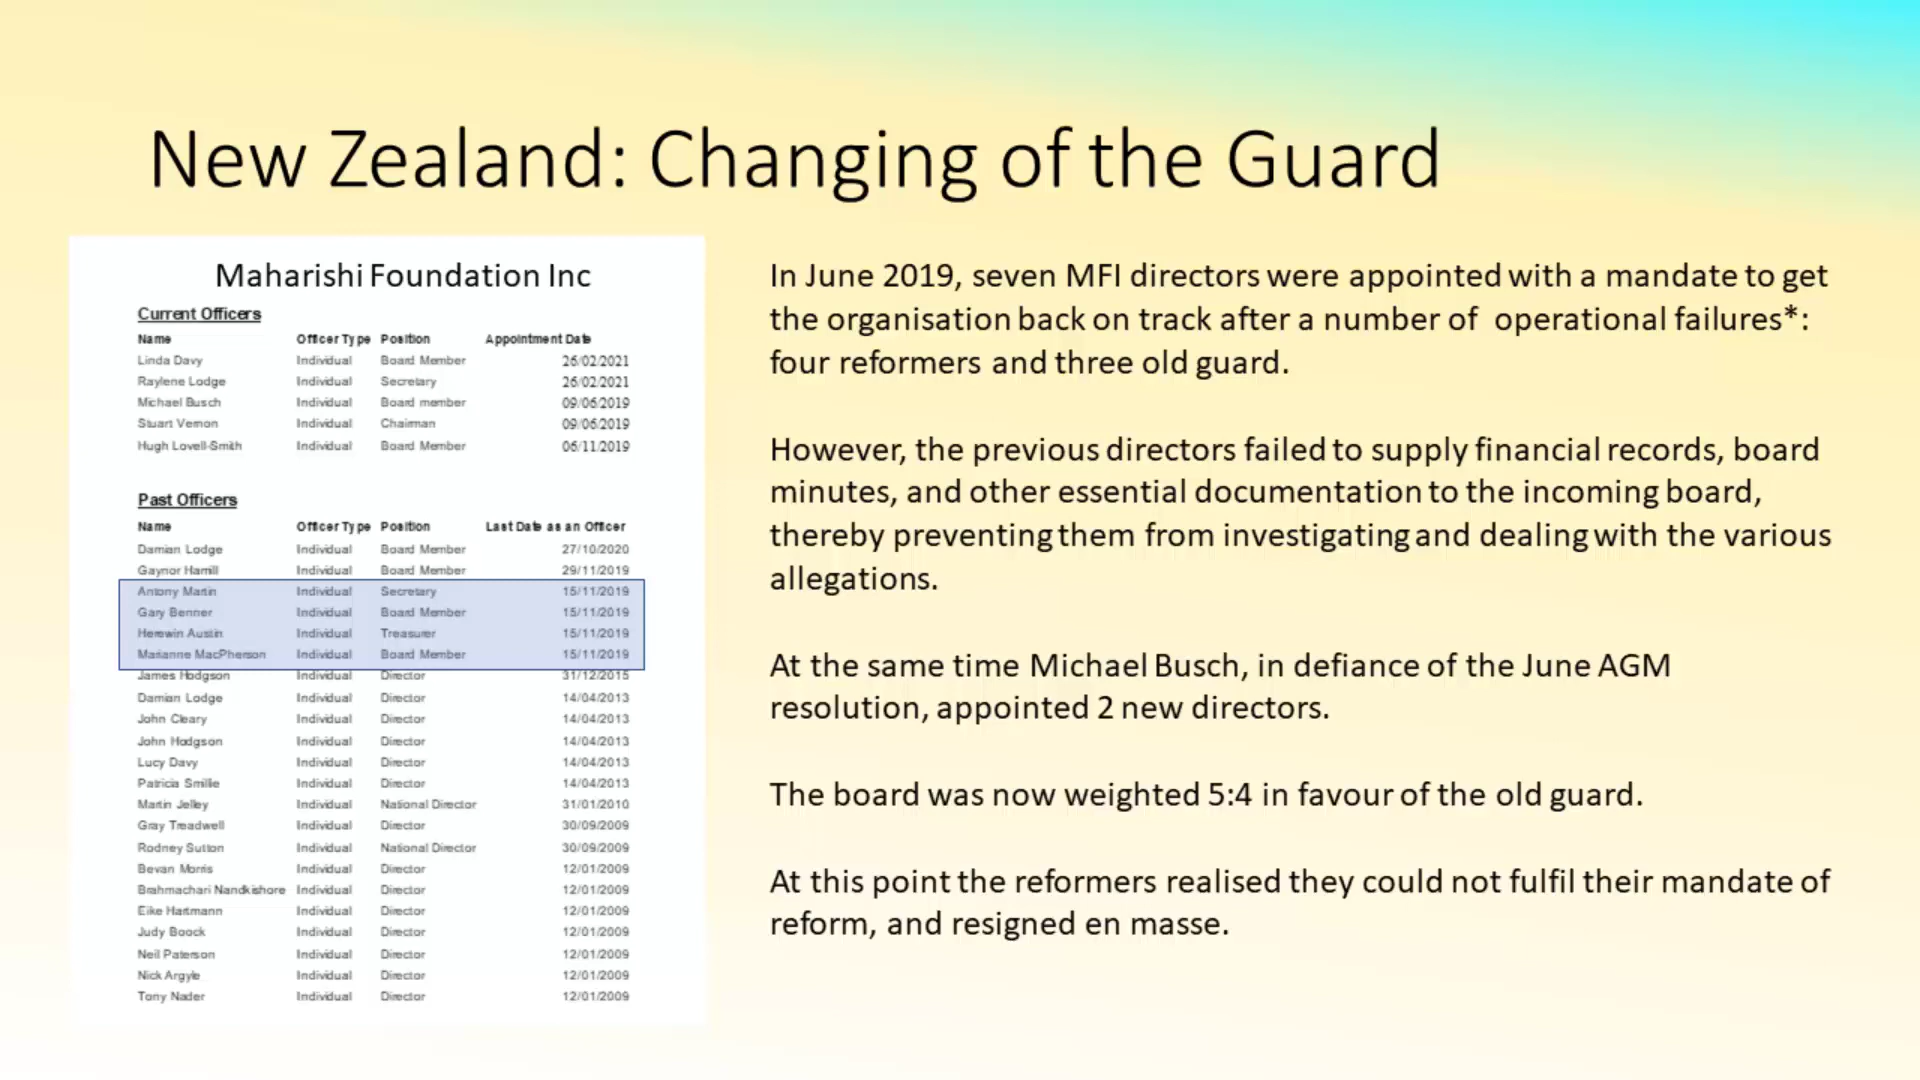 New Zealand: Changing of the Guard
Maharishi Foundation Inc
Current Officers
Name Officer Type Position Appointment Date
Linda Davy Individual Board Member 26/02/2021
Raylene Lodge Individual Secretary 26/02/2021
Michael Busch Individual Board member 09/06/2019
Stuart Vernon Individual Chairman 09/06/2019
Hugh Lovell-Smith Individual Board Member 06/11/2019
Past Officers
Name Officer Type Position Last Date as an Officer
Damian Lodge Individual Board Member 27/10/2020
Gaynor Hamill Individual Board Member 29/11/2019
Antony Martin Individual Secretary 15/11/2019
Gary Benner Individual Board Member 15/11/2019
Herewin Austin Individual Treasurer 15/11/2019
Marianne MacPherson Individual Board Member 15/11/2019
James Hodgson Individual Director 31/12/2015
Damian Lodge Individual Director 14/04/2013
John Cleary Individual Director 14/04/2013
John Hodgson Individual Director 14/04/2013
Lucy Davy Individual Director 14/04/2013
Patricia Smillie Individual Director 14/04/2013
Martin Jelley Individual National Director 31/01/2010
Gray Treadwell Individual Director 30/09/2009
Rodney Sutton Individual National Director 30/09/2009
Bevan Morris Individual Director 12/01/2009
Brahmachari Nandkishore Individual Director 12/01/2009
Eike Hartmann Individual Director 12/01/2009
Judy Boock Individual Director 12/01/2009
Neil Paterson Individual Director 12/01/2009
Nick Argyle Individual Director 12/01/2009
Tony Nader Individual Director 12/01/2009
In June 2019, seven MFI directors were appointed with a mandate to get
the organisation back on track after a number of operational failures*:
four reformers and three old guard.
However, the previous directors failed to supply financial records, board
minutes, and other essential documentation to the incoming board,
thereby preventing them from investigating and dealing with the various
allegations.
At the same time Michael Busch, in defiance of the June AGM
resolution, appointed 2 new directors.
The board was now weighted 5:4 in favour of the old guard.
At this point the reformers realised they could not fulfil their mandate of
reform, and resigned en masse.